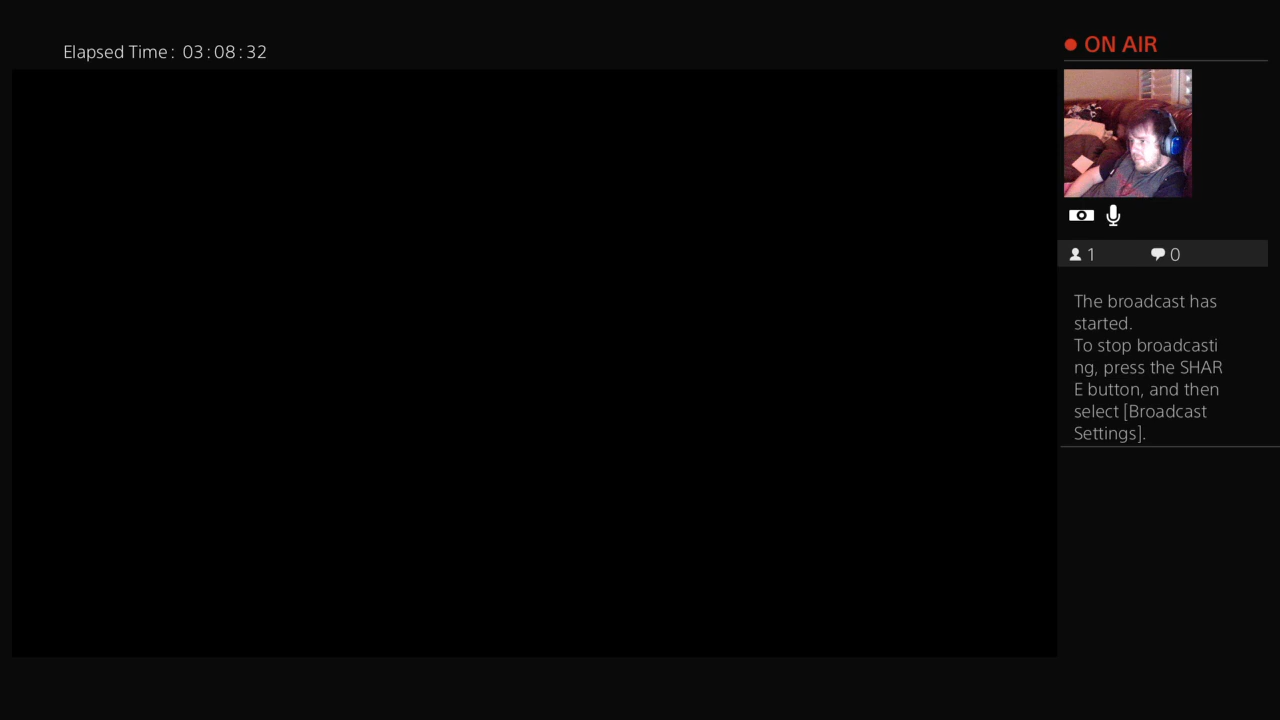 Elapsed Time: 03:08:32
ON AIR
1
0
The broadcast has
started.
To stop broadcasti
ng, press the SHAR
E button, and then
select [Broadcast
Settings].